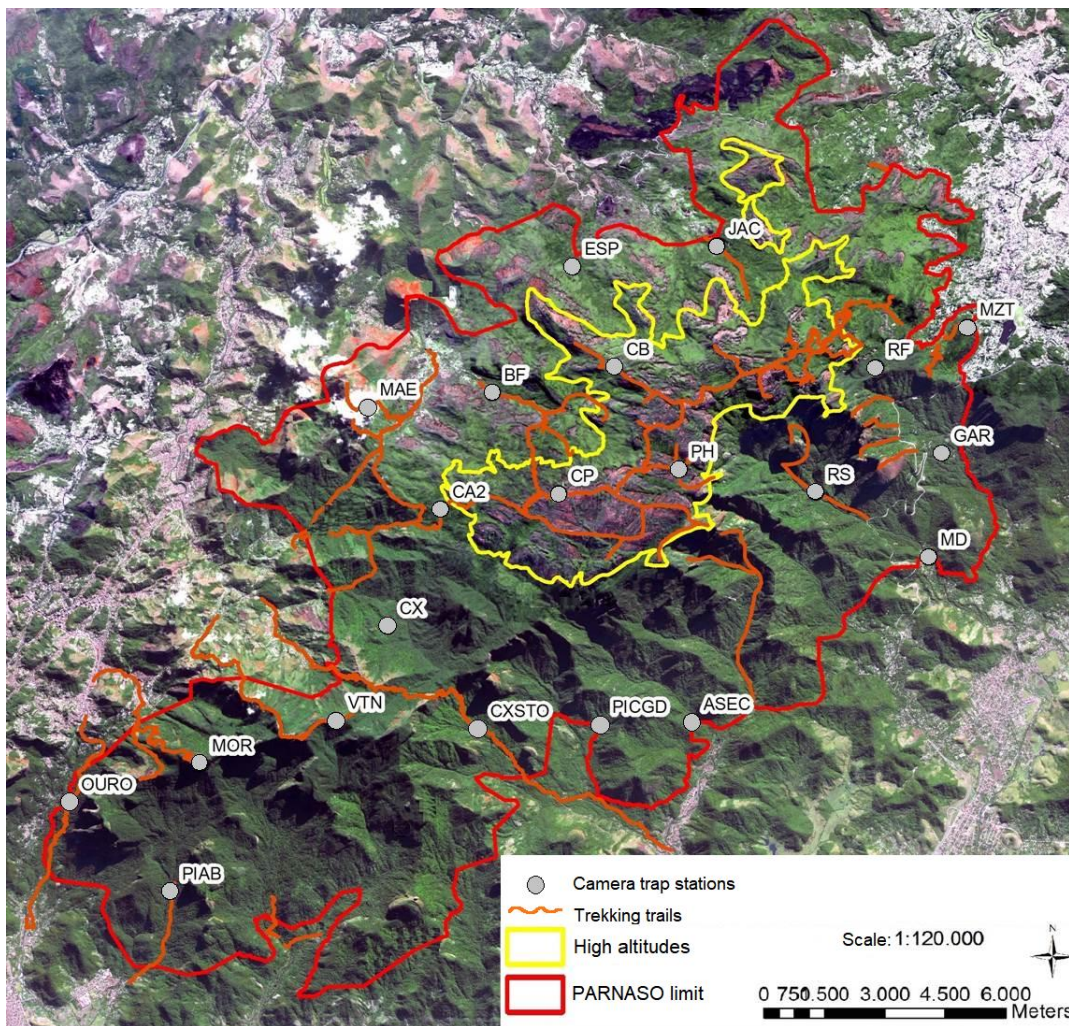 JAC
ESP
MZT
CB
RF
BF
MAE
GAR
PH
CP
RS
CA2
MD
CX
VTN
CXSTO
PICGD
ASEC
MOR
OURO
PIAB
Camera trap stations
Trekking trails
High altitudes
PARNASO limit
Scale: 1:120.000
N
0 750 1.500 3.000 4.500 6.000
Meters